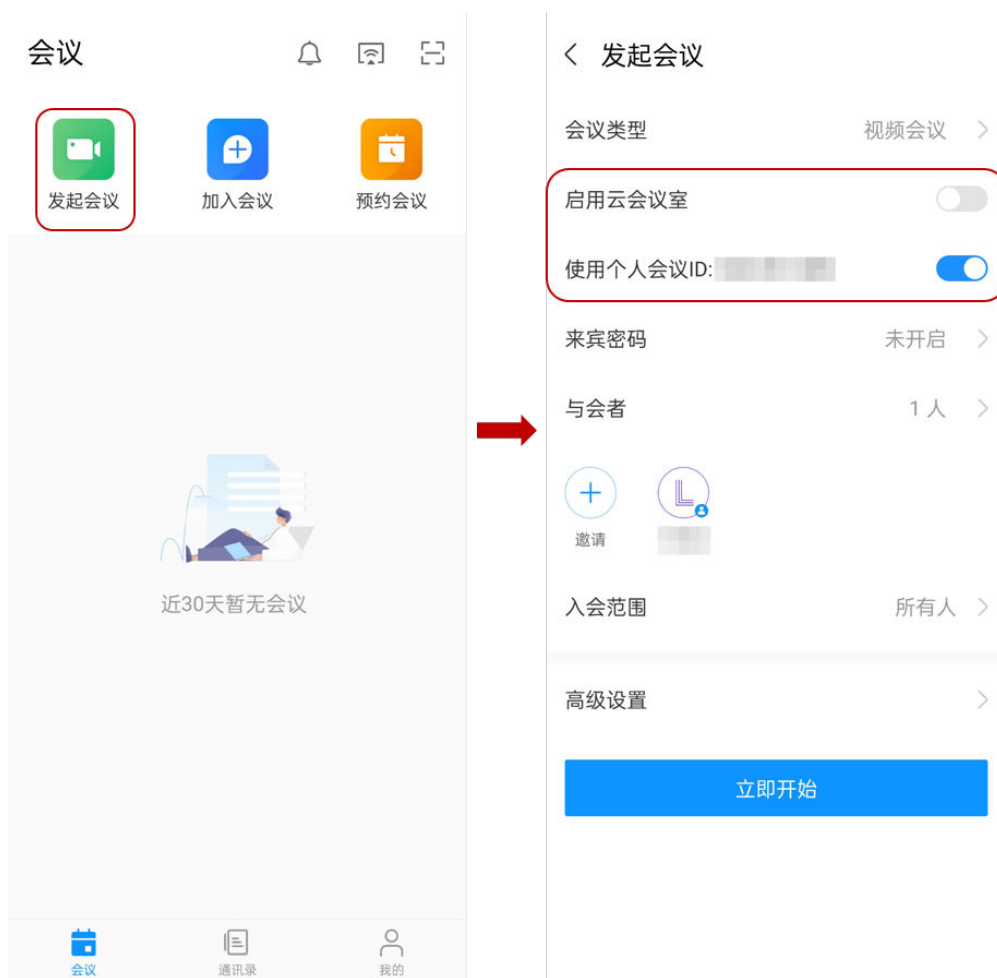 会议
发起会议
加入会议
预约会议
近30天暂无会议
会议
通讯录
我的
发起会议
会议类型
视频会议
启用云会议室
使用个人会议ID:
来宾密码
未开启
与会者
1 人
邀请
入会范围
所有人
高级设置
立即开始